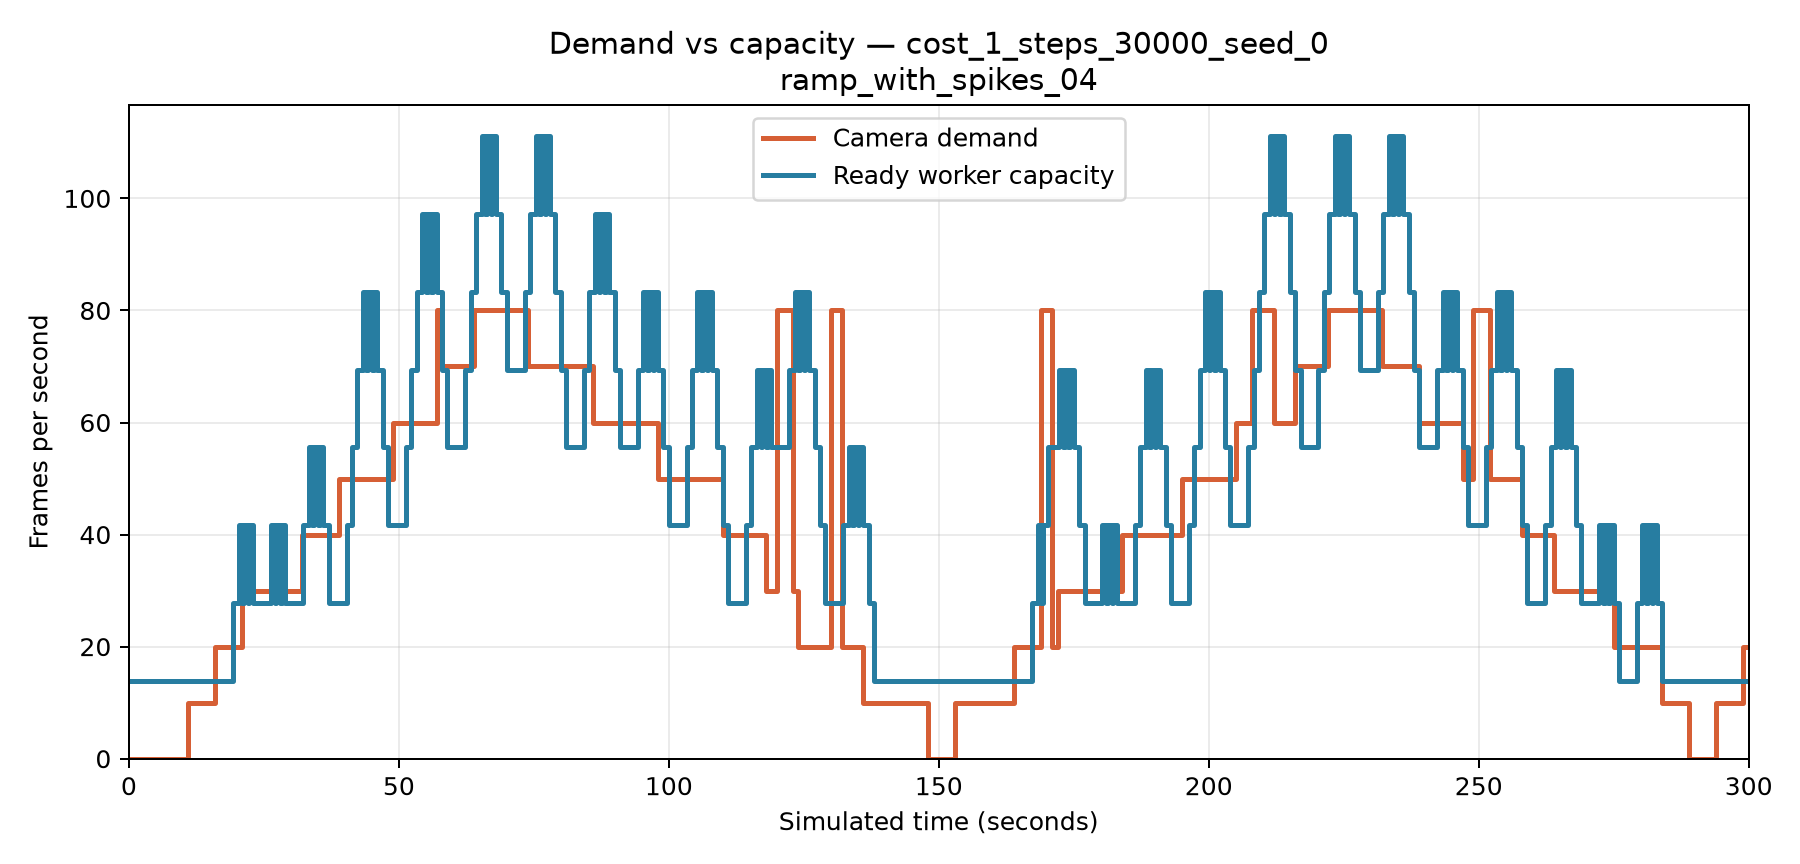 Demand vs capacity — cost_1_steps_30000_seed_0
ramp_with_spikes_04
Camera demand
Ready worker capacity
Frames per second
100
80
60
40
20
0
0 50 100 150 200 250 300
Simulated time (seconds)